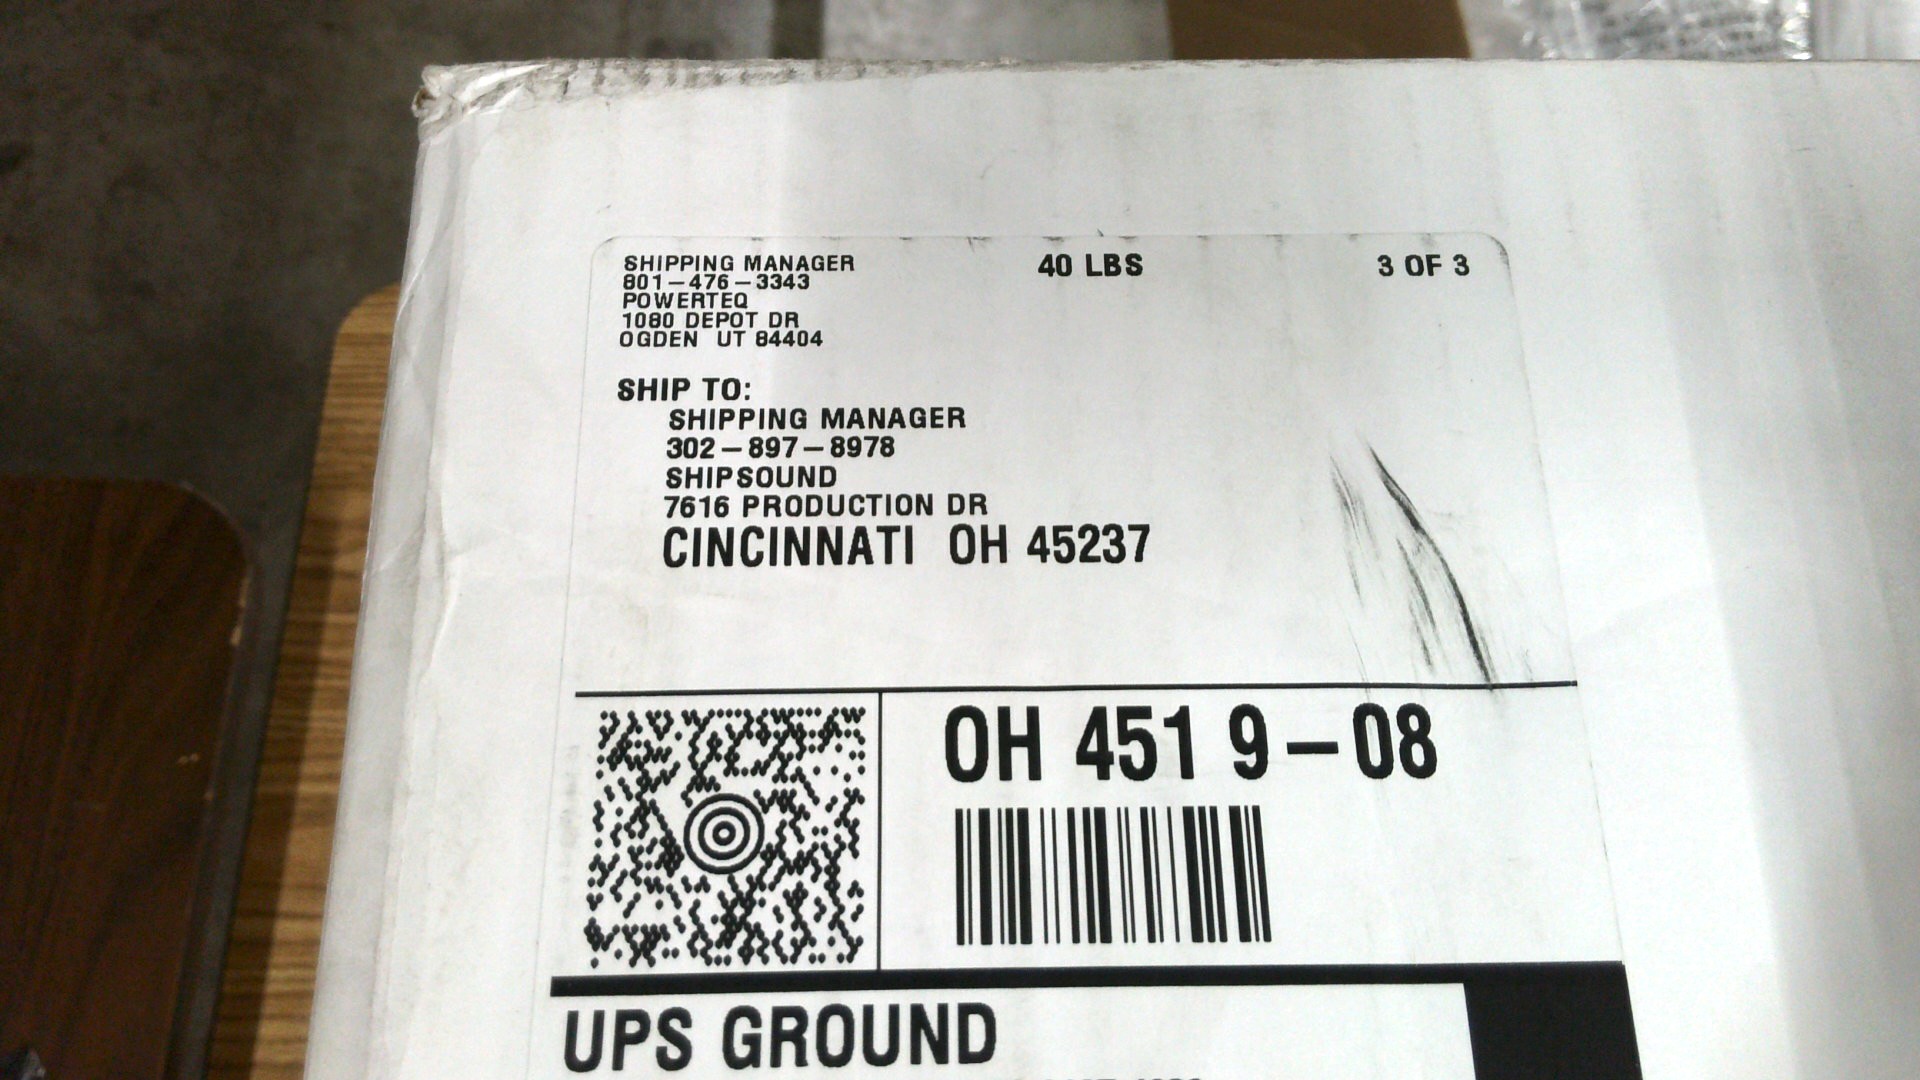 SHIPPING MANAGER
801-476-3343
POWERTEQ
1080 DEPOT DR
OGDEN UT 84404
40 LBS
3 OF 3
SHIP TO:
SHIPPING MANAGER
302-897-8978
SHIPSOUND
7616 PRODUCTION DR
CINCINNATI OH 45237
OH 451 9-08
UPS GROUND